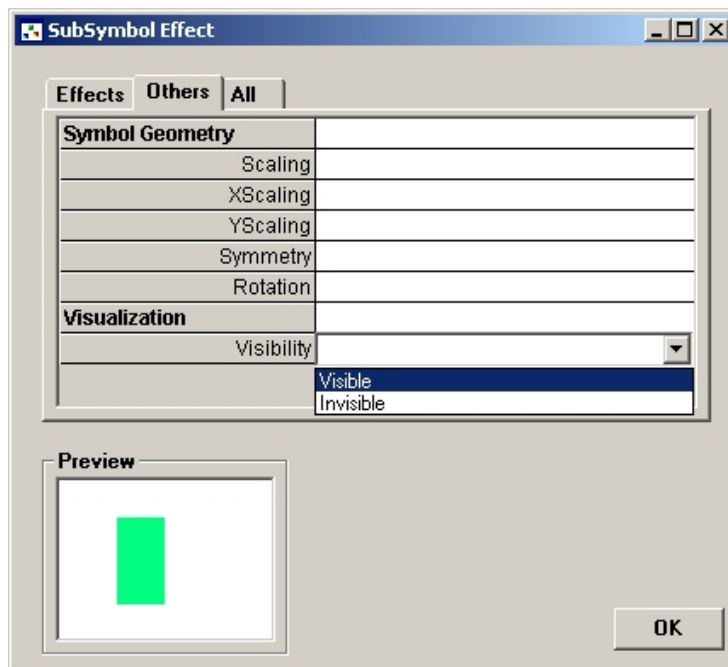 SubSymbol Effect
Effects Others All
Symbol Geometry
Scaling
XScaling
YScaling
Symmetry
Rotation
Visualization
Visibility
Visible
Invisible
Preview
OK